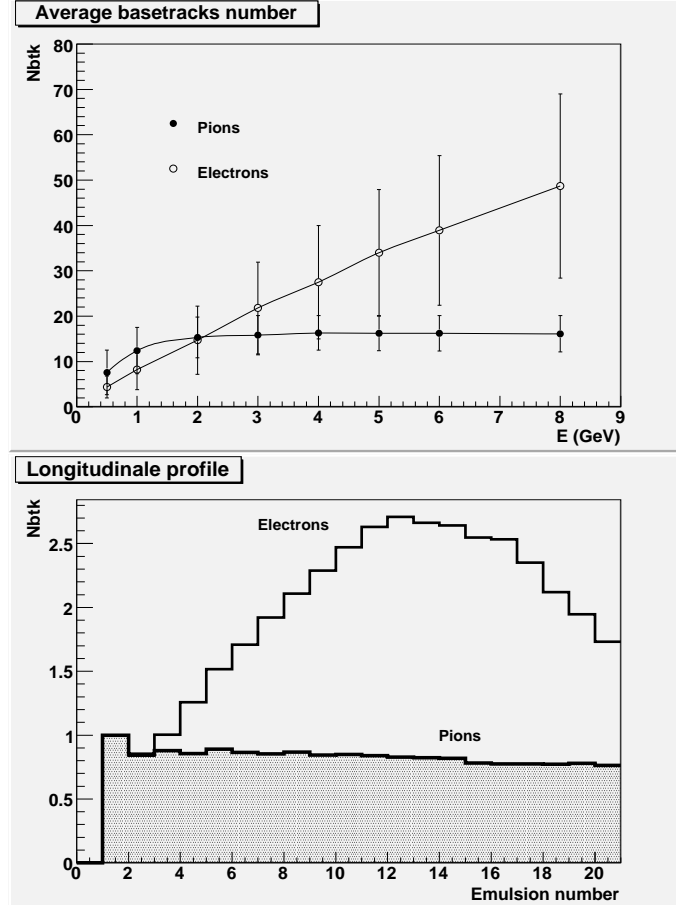 Average basetracks number
Nbtk
80
70
60
50
40
30
20
10
0
Pions
Electrons
0 1 2 3 4 5 6 7 8 9
E (GeV)
Longitudinale profile
Nbtk
2.5
2
1.5
1
0.5
0
Electrons
Pions
0 2 4 6 8 10 12 14 16 18 20
Emulsion number